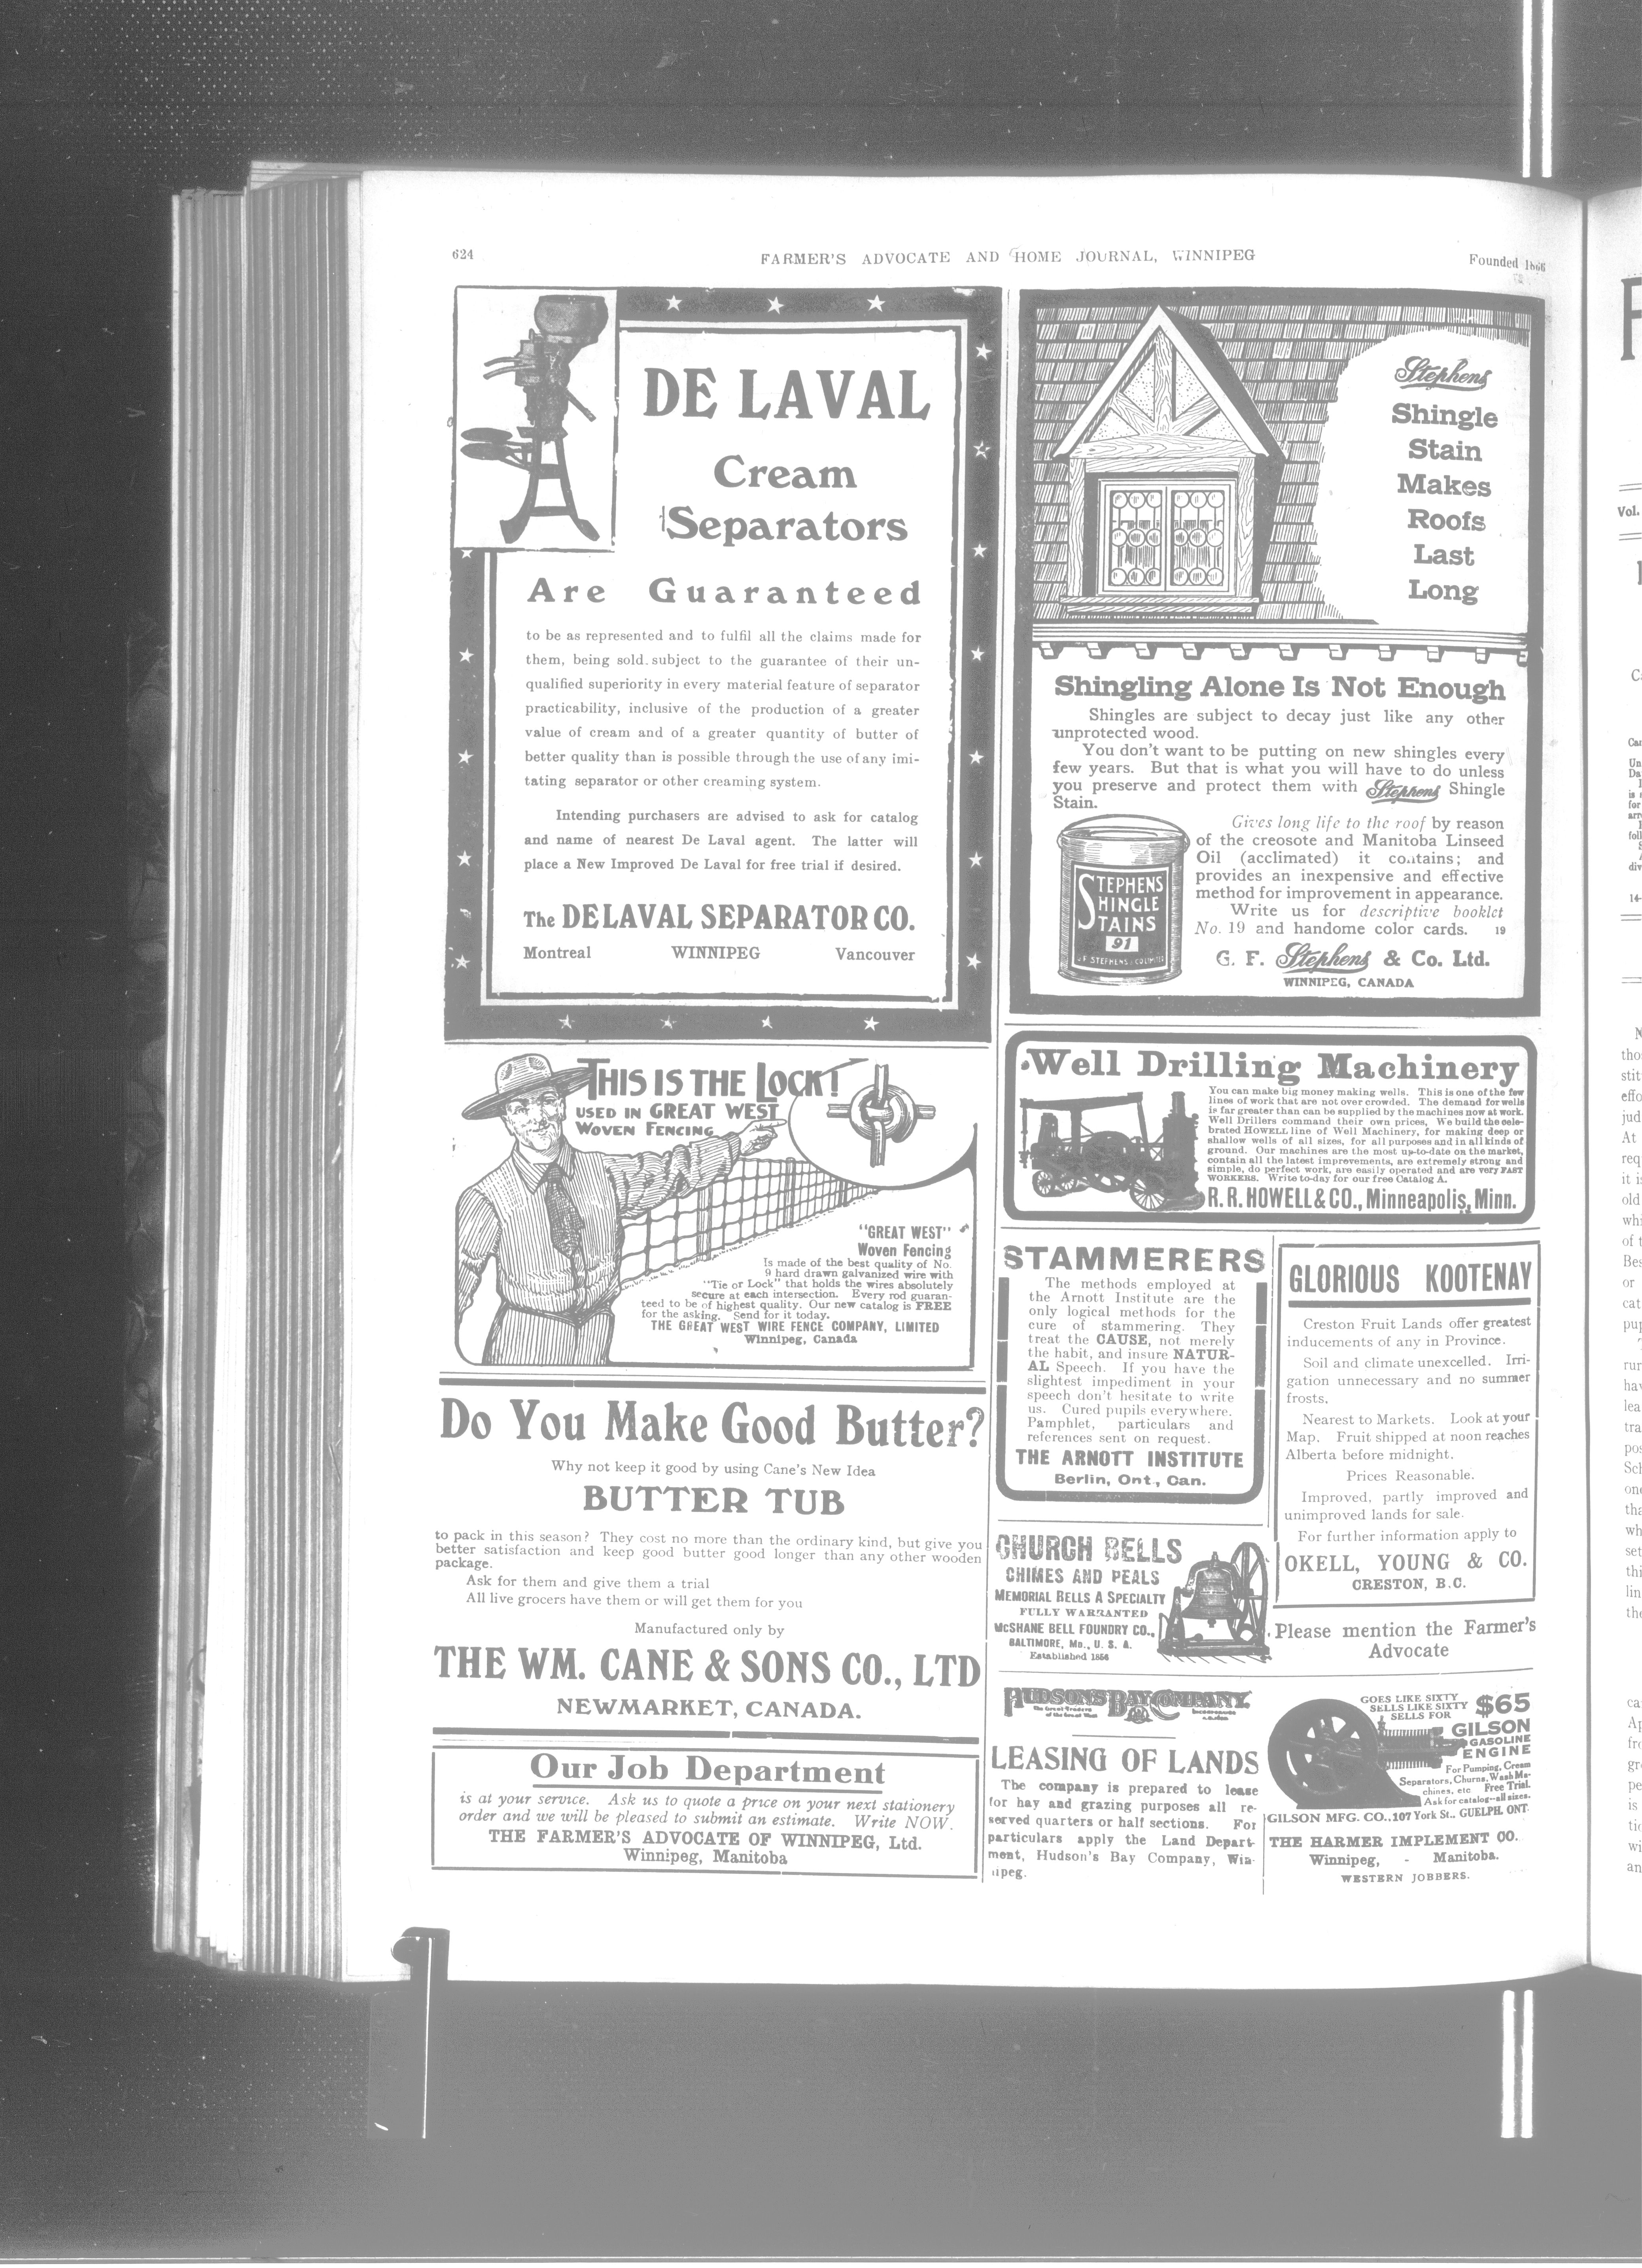 624
FARMER'S ADVOCATE AND HOME JOURNAL, WINNIPEG
Founded 1866
DE LAVAL
Cream
Separators
Are Guaranteed
to be as represented and to fulfil all the claims made for
them, being sold subject to the guarantee of their un-
qualified superiority in every material feature of separator
practicability, inclusive of the production of a greater
value of cream and of a greater quantity of butter of
better quality than is possible through the use of any imi-
tating separator or other creaming system.
Intending purchasers are advised to ask for catalog
and name of nearest De Laval agent. The latter will
place a New Improved De Laval for free trial if desired.
The DE LAVAL SEPARATOR CO.
Montreal WINNIPEG Vancouver
THIS IS THE LOCK!
USED IN GREAT WEST
WOVEN FENCING
"GREAT WEST"
Woven Fencing
Is made of the best quality of No.
9 hard drawn galvanized wire with
"Tie or Lock" that holds the wires absolutely
secure at each intersection. Every rod guaran-
teed to be of highest quality. Our new catalog is FREE
for the asking. Send for it today.
THE GREAT WEST WIRE FENCE COMPANY, LIMITED
Winnipeg, Canada
Do You Make Good Butter?
Why not keep it good by using Cane's New Idea
BUTTER TUB
to pack in this season? They cost no more than the ordinary kind, but give you
better satisfaction and keep good butter good longer than any other wooden
package.
Ask for them and give them a trial
All live grocers have them or will get them for you
Manufactured only by
THE WM. CANE & SONS CO., LTD
NEWMARKET, CANADA.
Our Job Department
is at your service. Ask us to quote a price on your next stationery
order and we will be pleased to submit an estimate. Write NOW.
THE FARMER'S ADVOCATE OF WINNIPEG, Ltd.
Winnipeg, Manitoba
Stephens
Shingle
Stain
Makes
Roofs
Last
Long
Shingling Alone Is Not Enough
Shingles are subject to decay just like any other
unprotected wood.
You don't want to be putting on new shingles every
few years. But that is what you will have to do unless
you preserve and protect them with Stephens Shingle
Stain.
Gives long life to the roof by reason
of the creosote and Manitoba Linseed
Oil (acclimated) it contains; and
provides an inexpensive and effective
method for improvement in appearance.
Write us for descriptive booklet
No. 19 and handome color cards. 19
STEPHENS
SHINGLE
STAINS
91
G. F. Stephens & Co. Ltd.
WINNIPEG, CANADA
Well Drilling Machinery
You can make big money making wells. This is one of the few
lines of work that are not over crowded. The demand for wells
is far greater than can be supplied by the machines now at work.
Well Drillers command their own prices, We build the cele-
brated HOWELL line of Well Machinery, for making deep or
shallow wells of all sizes, for all purposes and in all kinds of
ground. Our machines are the most up-to-date on the market,
contain all the latest improvements, are extremely strong and
simple, do perfect work, are easily operated and are very FAST
WORKERS. Write to-day for our free Catalog A.
R. R. HOWELL & CO., Minneapolis, Minn.
STAMMERERS
The methods employed at
the Arnott Institute are the
only logical methods for the
cure of stammering. They
treat the CAUSE, not merely
the habit, and insure NATUR-
AL Speech. If you have the
slightest impediment in your
speech don't hesitate to write
us. Cured pupils everywhere.
Pamphlet, particulars and
references sent on request.
THE ARNOTT INSTITUTE
Berlin, Ont., Can.
GLORIOUS KOOTENAY
Creston Fruit Lands offer greatest
inducements of any in Province.
Soil and climate unexcelled. Irri-
gation unnecessary and no summer
frosts.
Nearest to Markets. Look at your
Map. Fruit shipped at noon reaches
Alberta before midnight.
Prices Reasonable.
Improved, partly improved and
unimproved lands for sale.
For further information apply to
OKELL, YOUNG & CO.
CRESTON, B.C.
CHURCH BELLS
CHIMES AND PEALS
MEMORIAL BELLS A SPECIALTY
FULLY WARRANTED
McSHANE BELL FOUNDRY CO.,
BALTIMORE, MD., U. S. A.
Established 1856
Please mention the Farmer's
Advocate
HUDSON'S BAY COMPANY.
LEASING OF LANDS
The company is prepared to lease
for hay and grazing purposes all re-
served quarters or half sections. For
particulars apply the Land Depart-
ment, Hudson's Bay Company, Win-
nipeg.
GOES LIKE SIXTY
SELLS LIKE SIXTY
SELLS FOR $65
GILSON
GASOLINE
ENGINE
For Pumping, Cream
Separators, Churns, Wash Ma-
chines, etc Free Trial.
Ask for catalog--all sizes.
GILSON MFG. CO., 107 York St., GUELPH, ONT.
THE HARMER IMPLEMENT CO.
Winnipeg, - Manitoba.
WESTERN JOBBERS.
Vol.